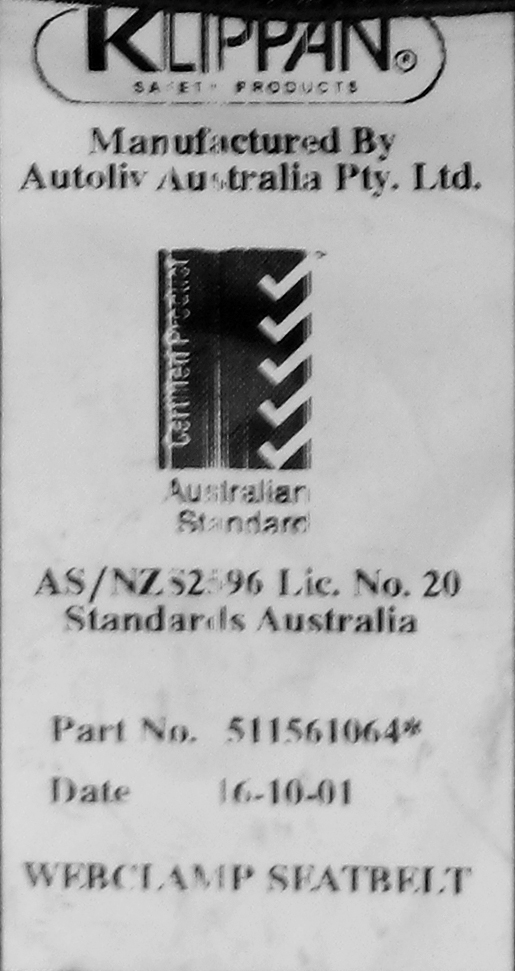 KLIPPAN®
SAFETY PRODUCTS
Manufactured By
Autoliv Australia Pty. Ltd.
Certified Product
™
Australian
Standard
AS/NZS2596 Lic. No. 20
Standards Australia
Part No. 511561064*
Date 16-10-01
WEBCLAMP SEATBELT